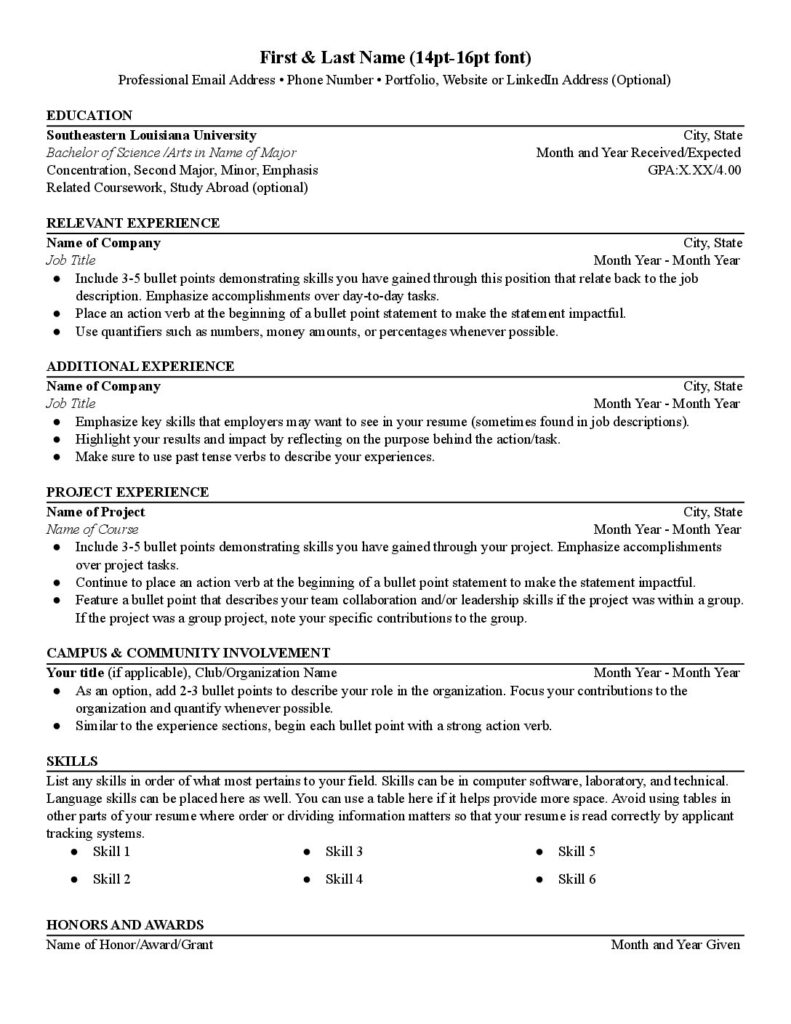 First & Last Name (14pt-16pt font)
Professional Email Address • Phone Number • Portfolio, Website or LinkedIn Address (Optional)
EDUCATION
Southeastern Louisiana University City, State
Bachelor of Science /Arts in Name of Major Month and Year Received/Expected
Concentration, Second Major, Minor, Emphasis GPA:X.XX/4.00
Related Coursework, Study Abroad (optional)
RELEVANT EXPERIENCE
Name of Company City, State
Job Title Month Year - Month Year
● Include 3-5 bullet points demonstrating skills you have gained through this position that relate back to the job
description. Emphasize accomplishments over day-to-day tasks.
● Place an action verb at the beginning of a bullet point statement to make the statement impactful.
● Use quantifiers such as numbers, money amounts, or percentages whenever possible.
ADDITIONAL EXPERIENCE
Name of Company City, State
Job Title Month Year - Month Year
● Emphasize key skills that employers may want to see in your resume (sometimes found in job descriptions).
● Highlight your results and impact by reflecting on the purpose behind the action/task.
● Make sure to use past tense verbs to describe your experiences.
PROJECT EXPERIENCE
Name of Project City, State
Name of Course Month Year - Month Year
● Include 3-5 bullet points demonstrating skills you have gained through your project. Emphasize accomplishments
over project tasks.
● Continue to place an action verb at the beginning of a bullet point statement to make the statement impactful.
● Feature a bullet point that describes your team collaboration and/or leadership skills if the project was within a group.
If the project was a group project, note your specific contributions to the group.
CAMPUS & COMMUNITY INVOLVEMENT
Your title (if applicable), Club/Organization Name Month Year - Month Year
● As an option, add 2-3 bullet points to describe your role in the organization. Focus your contributions to the
organization and quantify whenever possible.
● Similar to the experience sections, begin each bullet point with a strong action verb.
SKILLS
List any skills in order of what most pertains to your field. Skills can be in computer software, laboratory, and technical.
Language skills can be placed here as well. You can use a table here if it helps provide more space. Avoid using tables in
other parts of your resume where order or dividing information matters so that your resume is read correctly by applicant
tracking systems.
● Skill 1 ● Skill 3 ● Skill 5
● Skill 2 ● Skill 4 ● Skill 6
HONORS AND AWARDS
Name of Honor/Award/Grant Month and Year Given